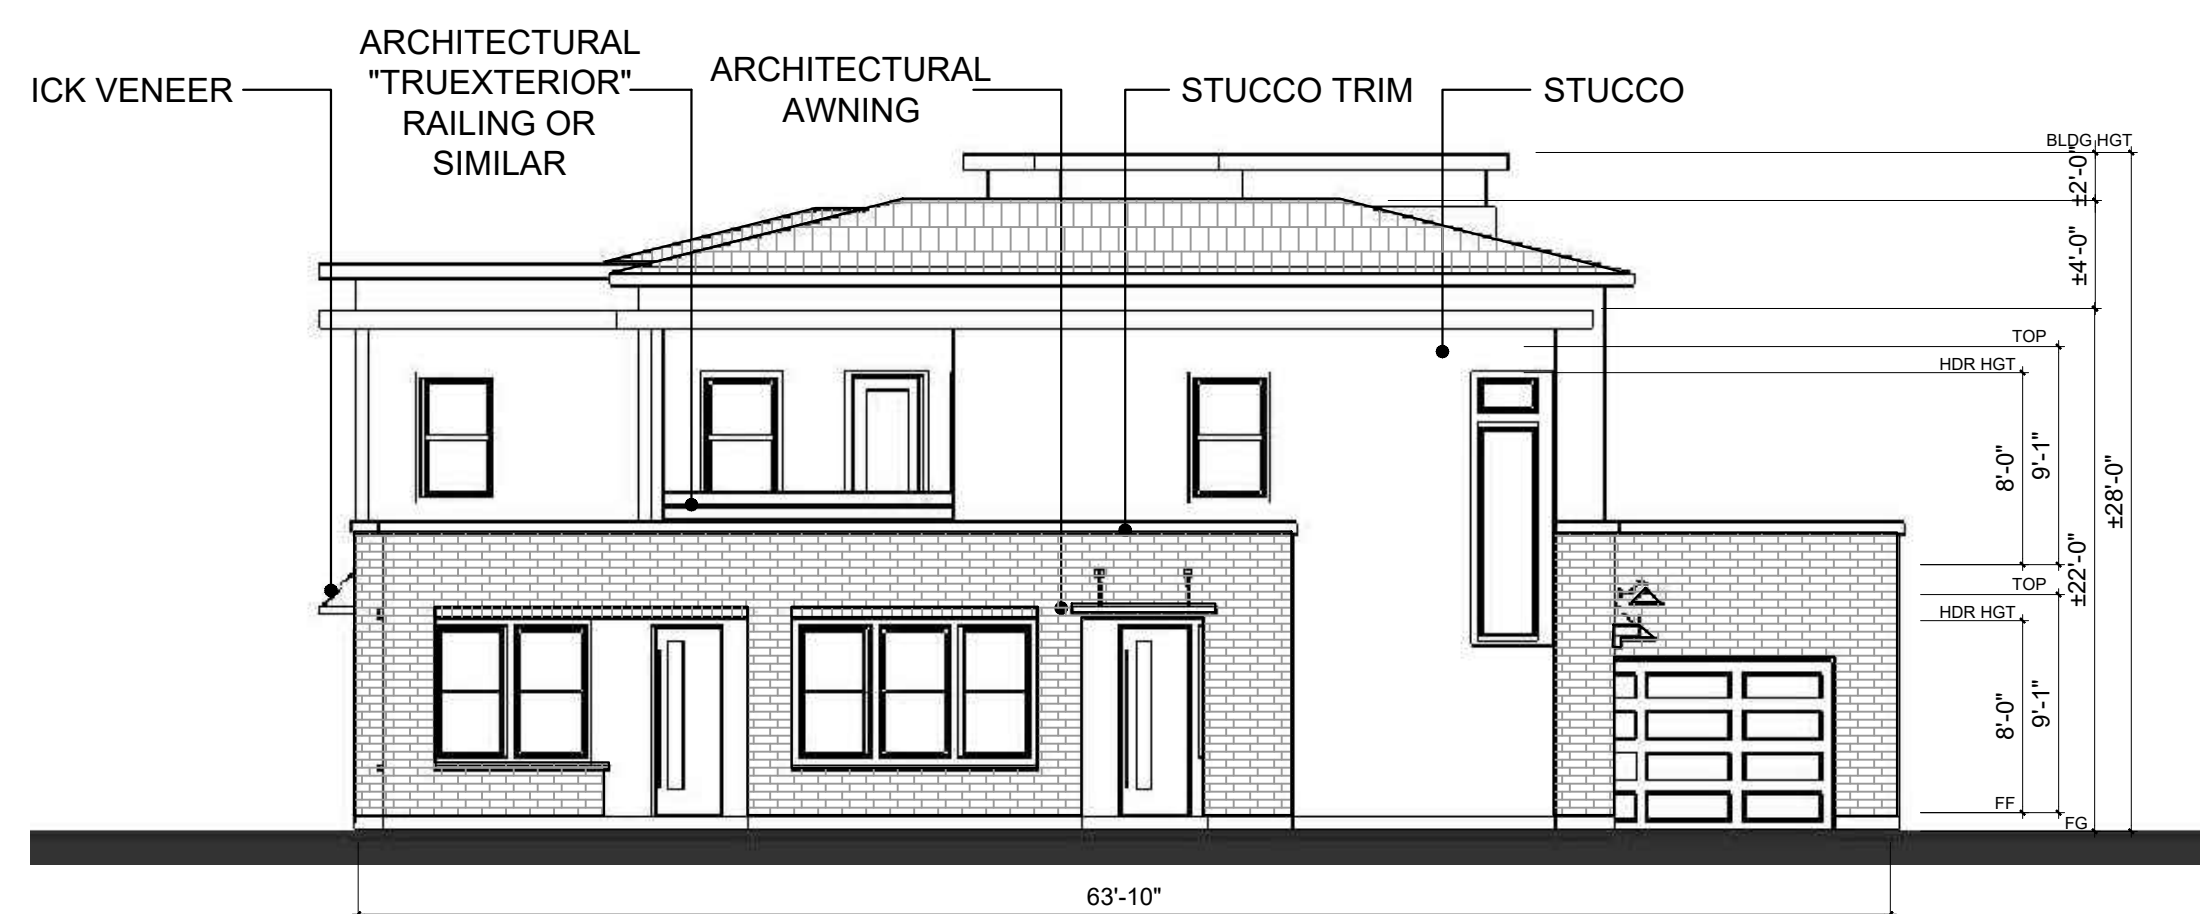 ICK VENEER
ARCHITECTURAL
"TRUEXTERIOR"
RAILING OR
SIMILAR
ARCHITECTURAL
AWNING
STUCCO TRIM
STUCCO
BLDG HGT
±2'-0"
±4'-0"
TOP
HDR HGT
8'-0"
9'-1"
±28'-0"
±22'-0"
TOP
HDR HGT
8'-0"
9'-1"
FF
FG
63'-10"